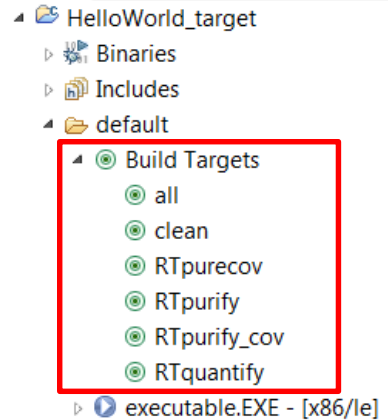 HelloWorld_target
Binaries
Includes
default
Build Targets
all
clean
RTpurecov
RTpurify
RTpurify_cov
RTquantify
executable.EXE - [x86/le]